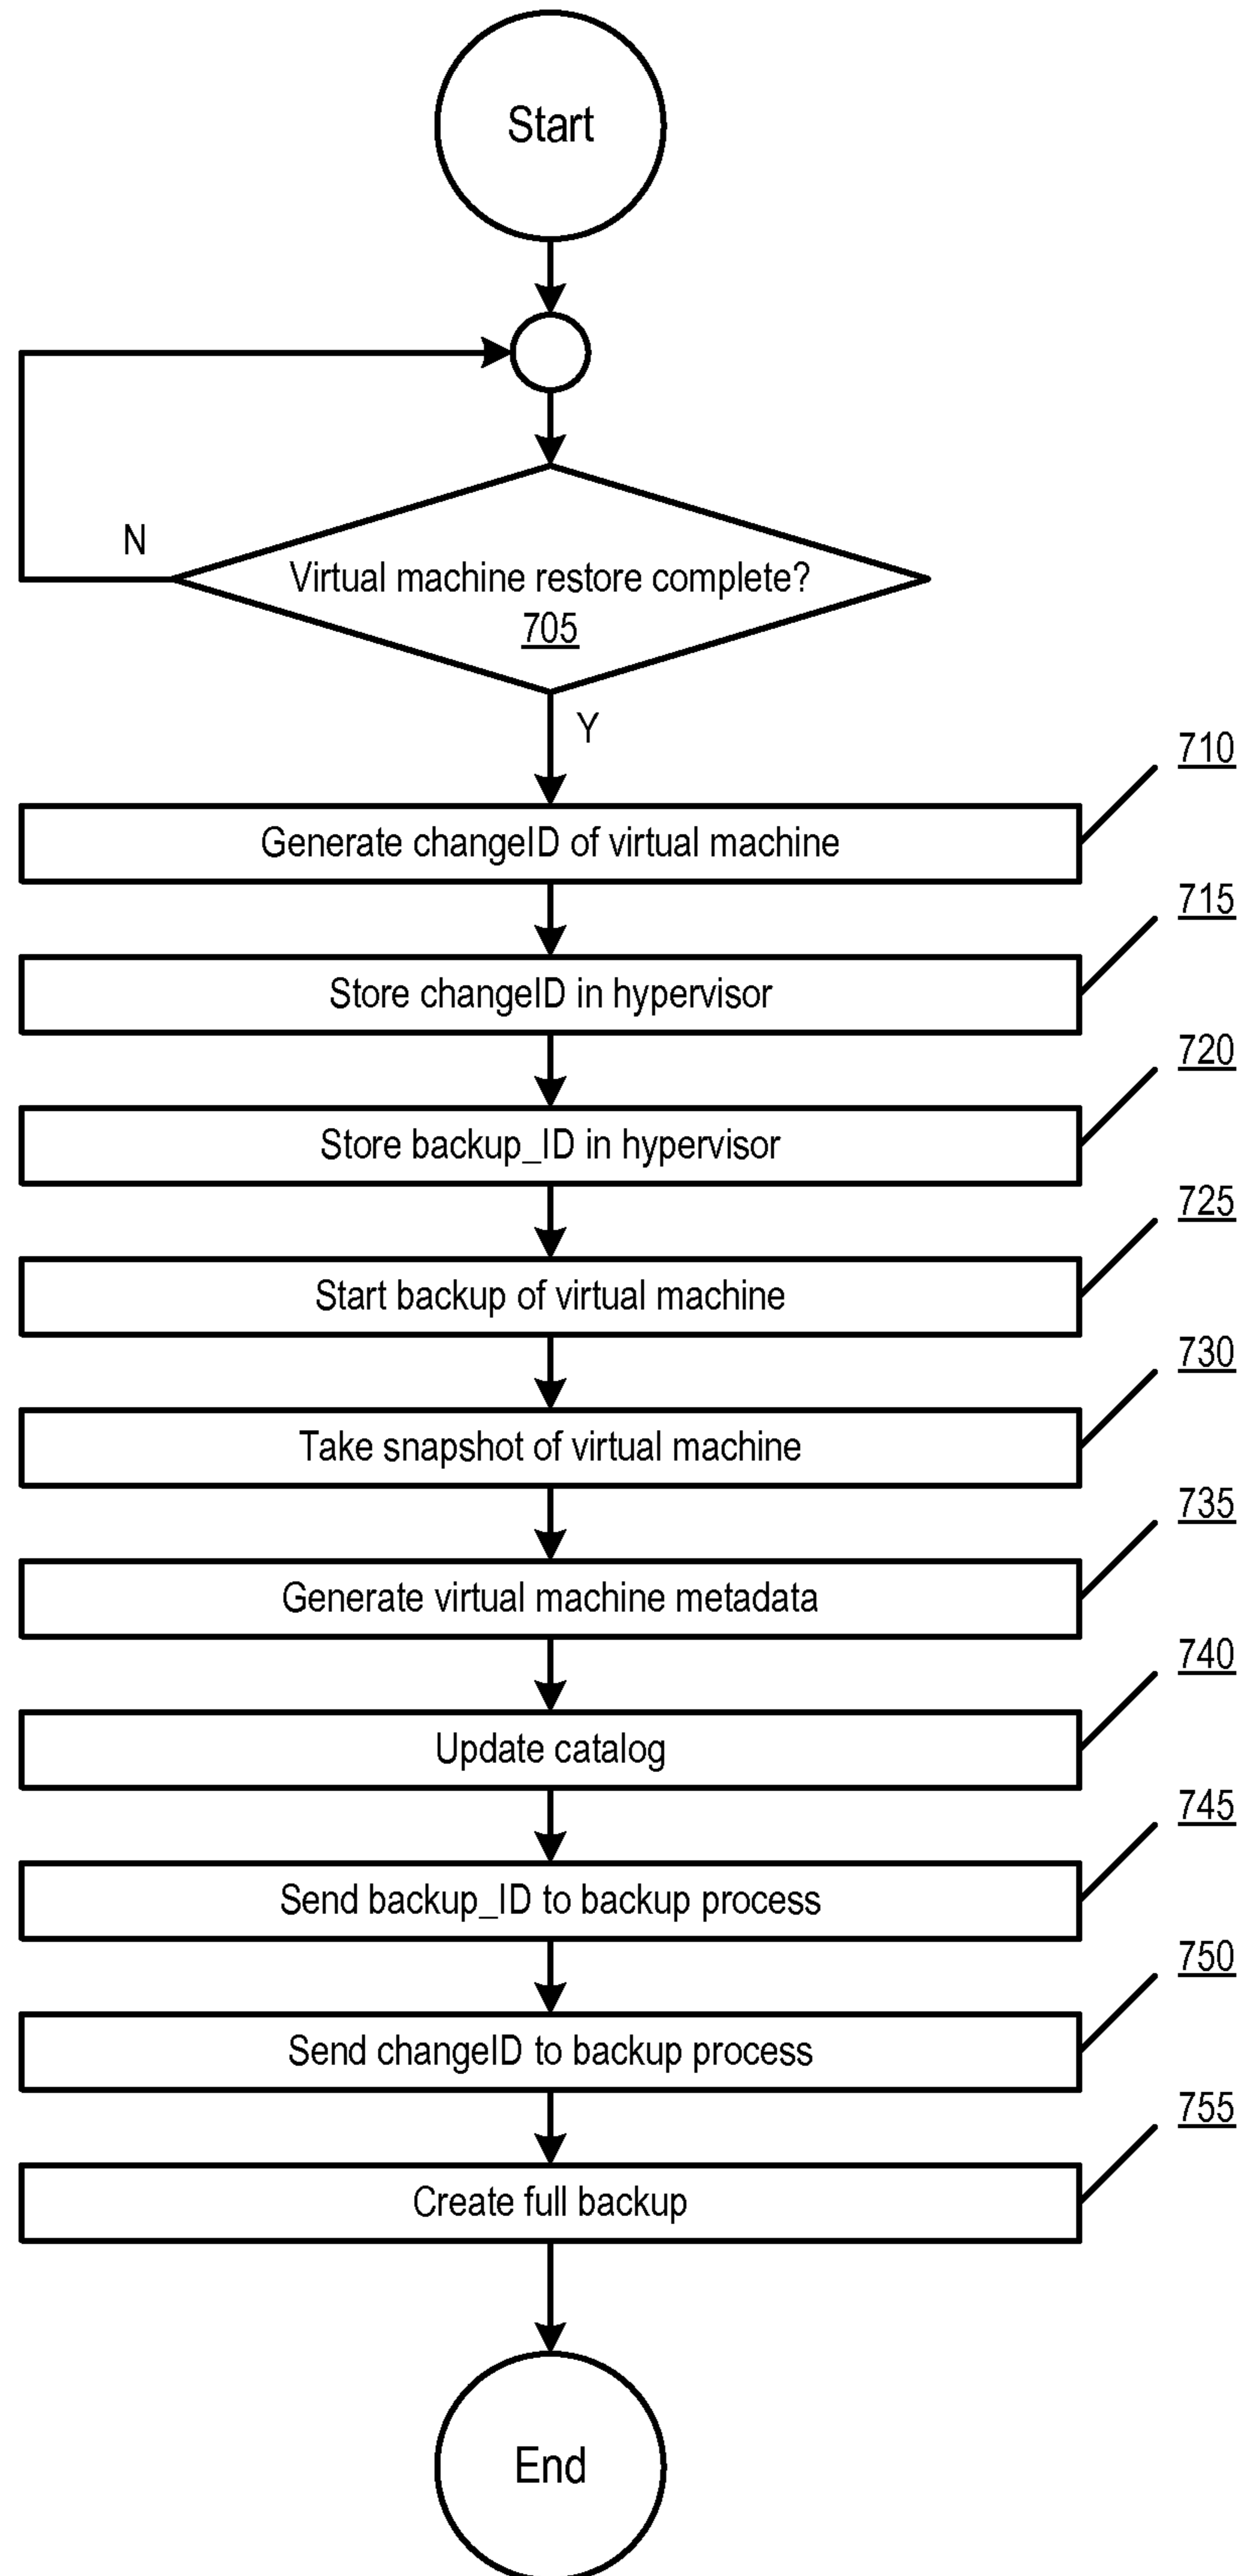 Start
N
Virtual machine restore complete?
705
Y
710
Generate changeID of virtual machine
715
Store changeID in hypervisor
720
Store backup_ID in hypervisor
725
Start backup of virtual machine
730
Take snapshot of virtual machine
735
Generate virtual machine metadata
740
Update catalog
745
Send backup_ID to backup process
750
Send changeID to backup process
755
Create full backup
End